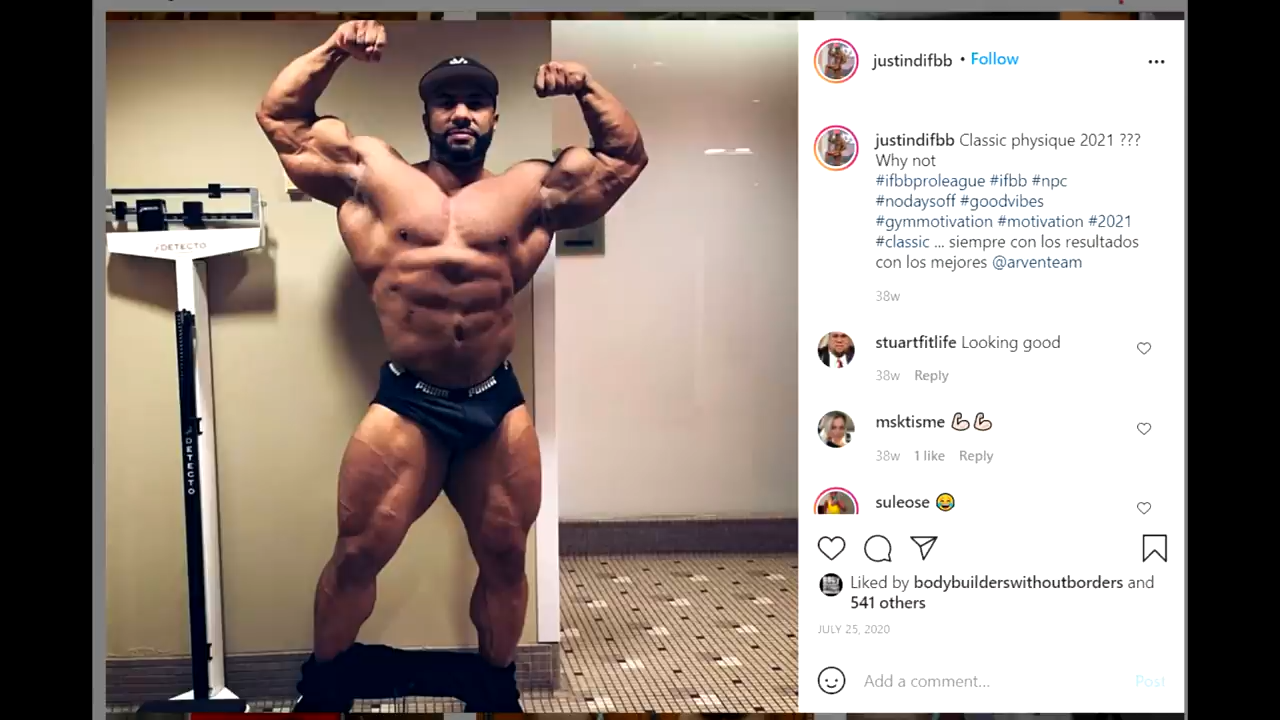 justindifbb • Follow
justindifbb Classic physique 2021 ???
Why not
#ifbbproleague #ifbb #npc
#nodaysoff #goodvibes
#gymmotivation #motivation #2021
#classic ... siempre con los resultados
con los mejores @arventeam
38w
stuartfitlife Looking good
38w Reply
msktisme 💪🏻💪🏻
38w 1 like Reply
suleose 😂
Liked by bodybuilderswithoutborders and
541 others
JULY 25, 2020
Add a comment...
Post
DETECTO
DETECTO
PUMA PUMA